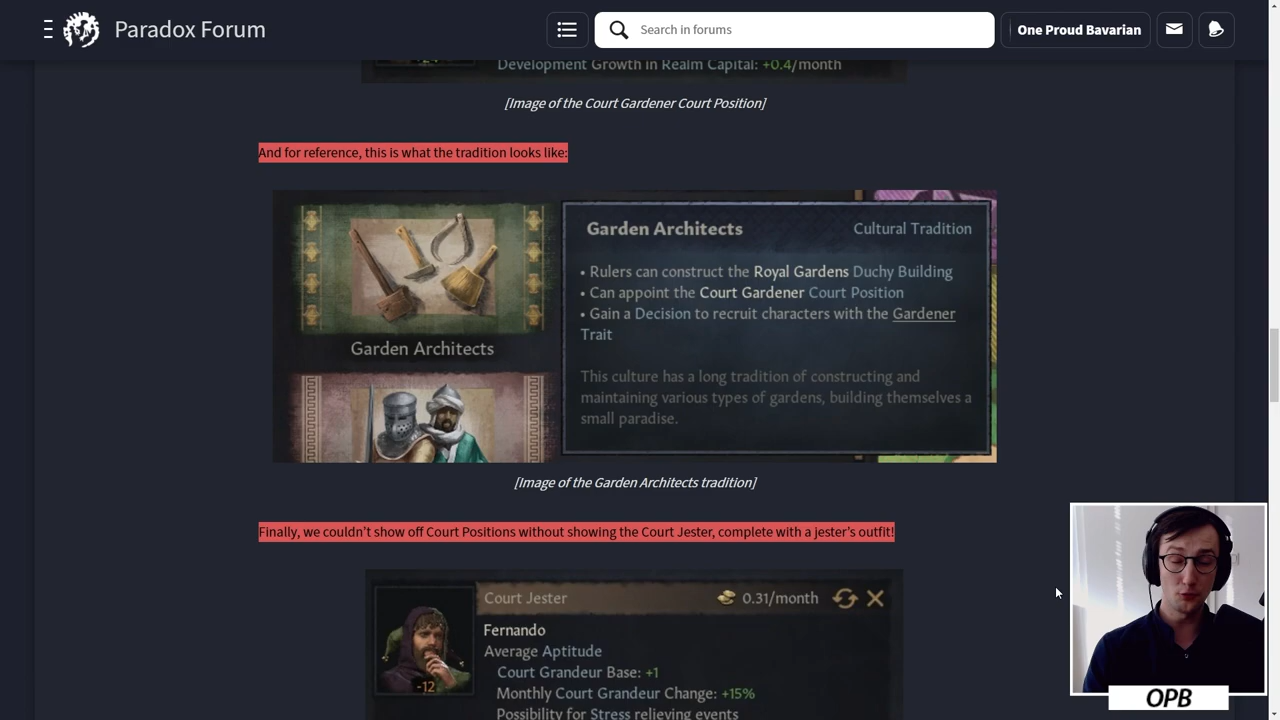 Paradox Forum
Search in forums
One Proud Bavarian
Development Growth in Realm Capital: +0.4/month
[Image of the Court Gardener Court Position]
And for reference, this is what the tradition looks like:
Garden Architects
Garden Architects Cultural Tradition
• Rulers can construct the Royal Gardens Duchy Building
• Can appoint the Court Gardener Court Position
• Gain a Decision to recruit characters with the Gardener
Trait
This culture has a long tradition of constructing and
maintaining various types of gardens, building themselves a
small paradise.
[Image of the Garden Architects tradition]
Finally, we couldn't show off Court Positions without showing the Court Jester, complete with a jester's outfit!
Court Jester 0.31/month
Fernando
Average Aptitude
Court Grandeur Base: +1
Monthly Court Grandeur Change: +15%
Possibility for Stress relieving events
-12
OPB